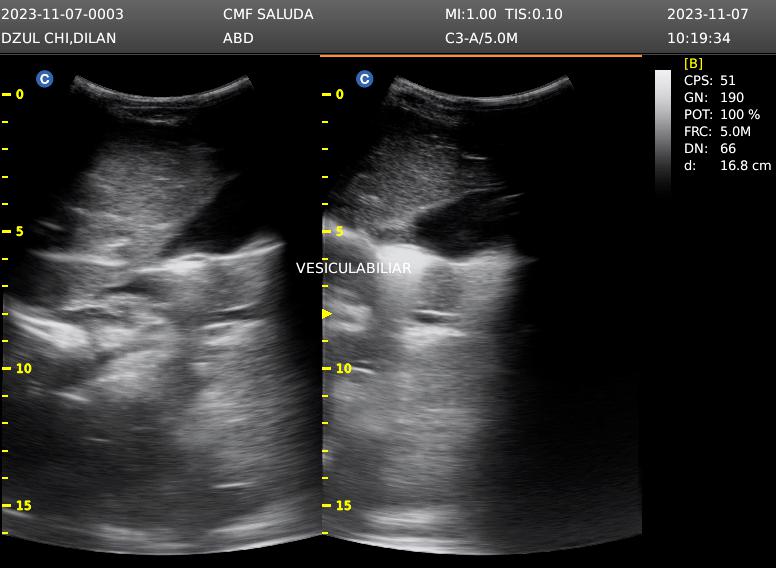 2023-11-07-0003 CMF SALUDA MI:1.00 TIS:0.10 2023-11-07
DZUL CHI,DILAN ABD C3-A/5.0M 10:19:34
C
C
[B]
CPS: 51
GN: 190
POT: 100 %
FRC: 5.0M
DN: 66
d: 16.8 cm
0
5
10
15
0
5
10
15
VESICULABILIAR